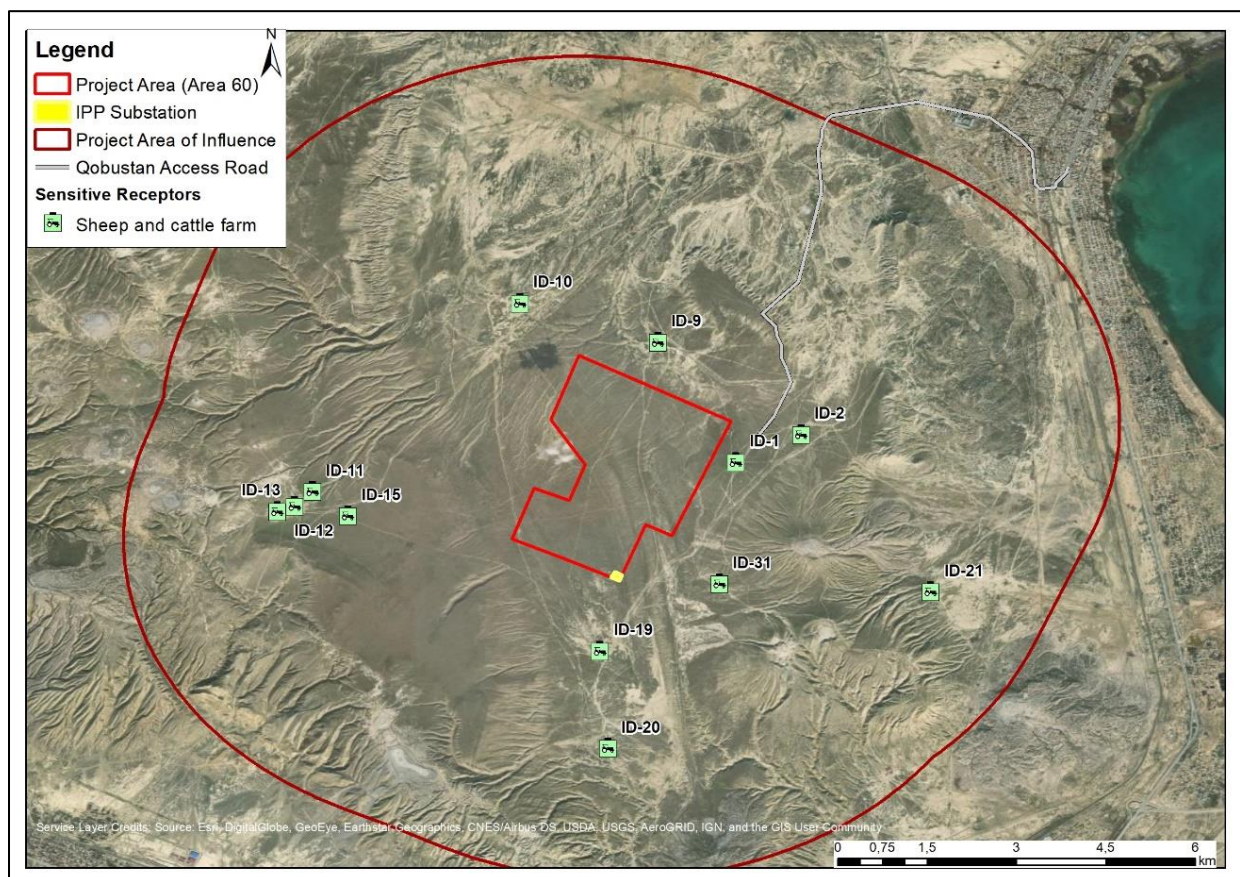 Legend
N
Project Area (Area 60)
IPP Substation
Project Area of Influence
Qobustan Access Road
Sensitive Receptors
Sheep and cattle farm
ID-10
ID-9
ID-2
ID-1
ID-11
ID-13
ID-15
ID-12
ID-31
ID-21
ID-19
ID-20
Service Layer Credits: Source: Esri, DigitalGlobe, GeoEye, Earthstar Geographics, CNES/Airbus DS, USDA, USGS, AeroGRID, IGN, and the GIS User Community
0 0,75 1,5 3 4,5 6
km